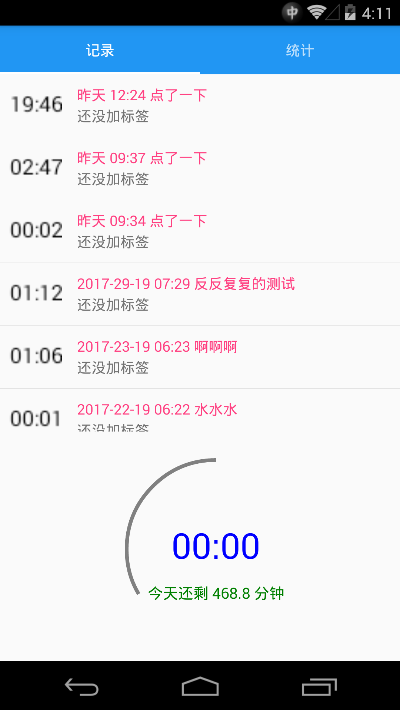 中 4:11
记录 统计
19:46 昨天 12:24 点了一下
还没加标签
02:47 昨天 09:37 点了一下
还没加标签
00:02 昨天 09:34 点了一下
还没加标签
01:12 2017-29-19 07:29 反反复复的测试
还没加标签
01:06 2017-23-19 06:23 啊啊啊
还没加标签
00:01 2017-22-19 06:22 水水水
还没加标签
00:00
今天还剩 468.8 分钟